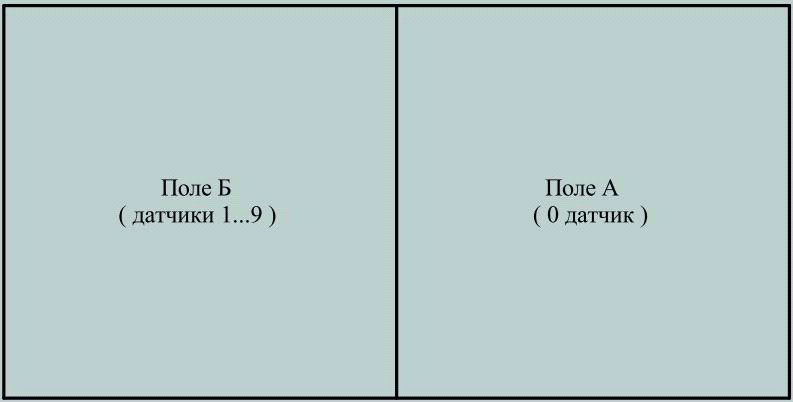 Поле Б
( датчики 1...9 )
Поле А
( 0 датчик )